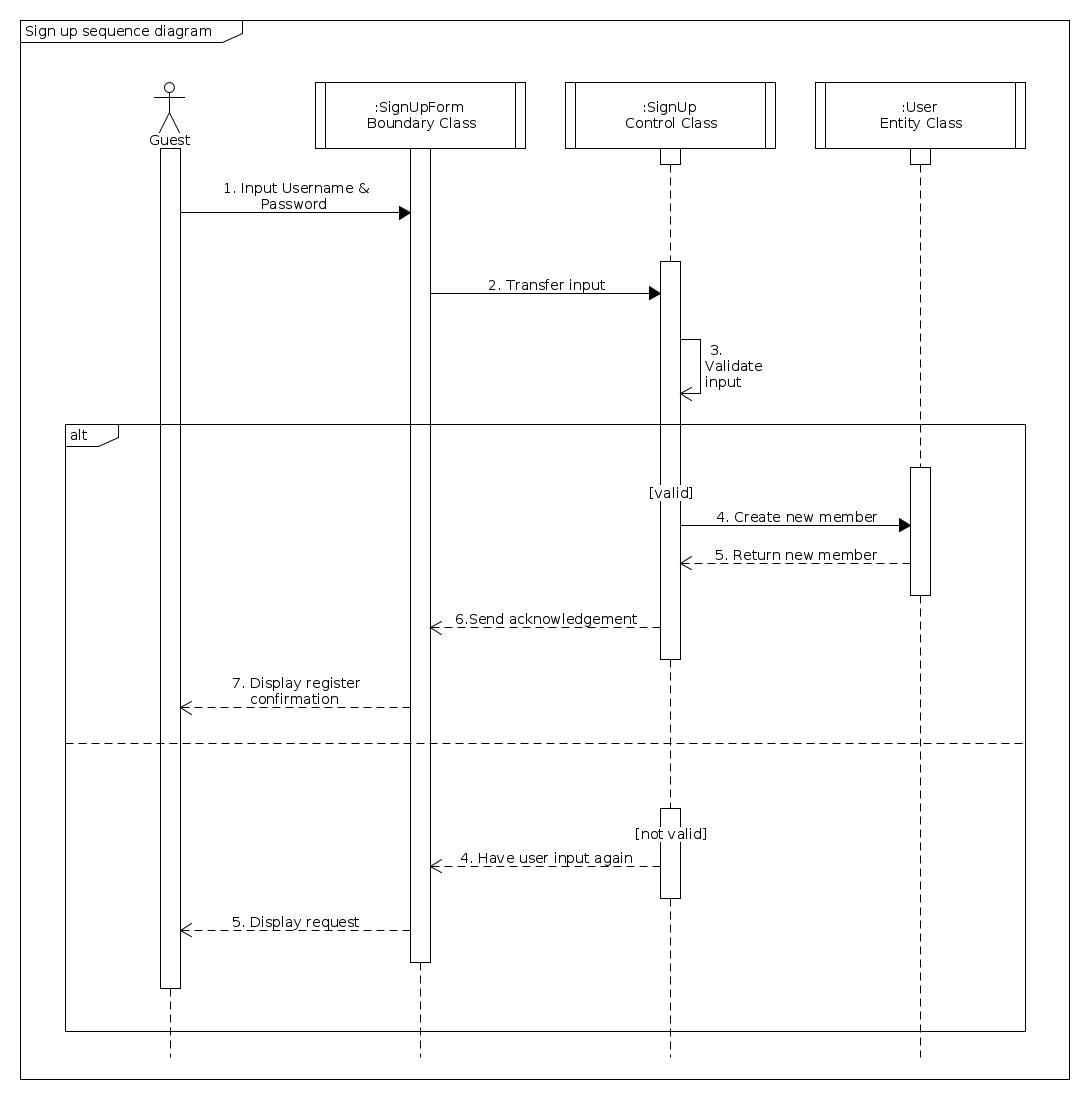 Sign up sequence diagram
Guest
:SignUpForm
Boundary Class
:SignUp
Control Class
:User
Entity Class
1. Input Username &
Password
2. Transfer input
3.
Validate
input
alt
[valid]
4. Create new member
5. Return new member
6.Send acknowledgement
7. Display register
confirmation
[not valid]
4. Have user input again
5. Display request